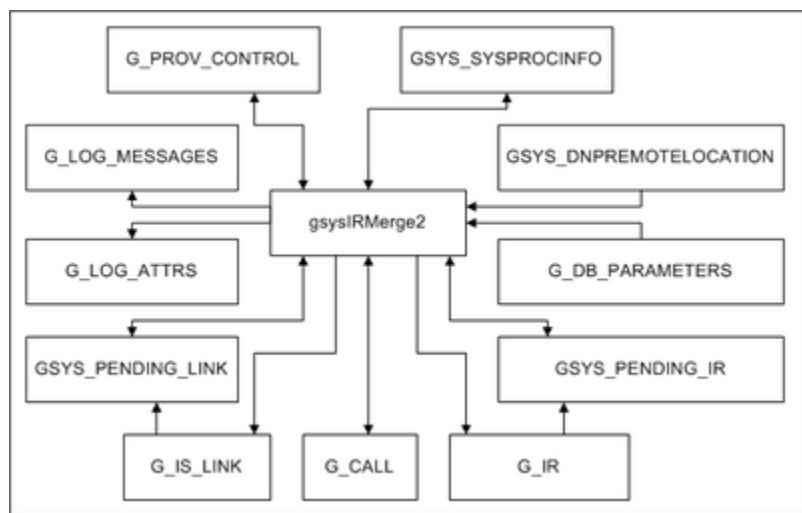 G_PROV_CONTROL
GSYS_SYSPROCINFO
G_LOG_MESSAGES
GSYS_DNPREMOTELOCATION
gsysIRMerge2
G_LOG_ATTRS
G_DB_PARAMETERS
GSYS_PENDING_LINK
GSYS_PENDING_IR
G_IS_LINK
G_CALL
G_IR